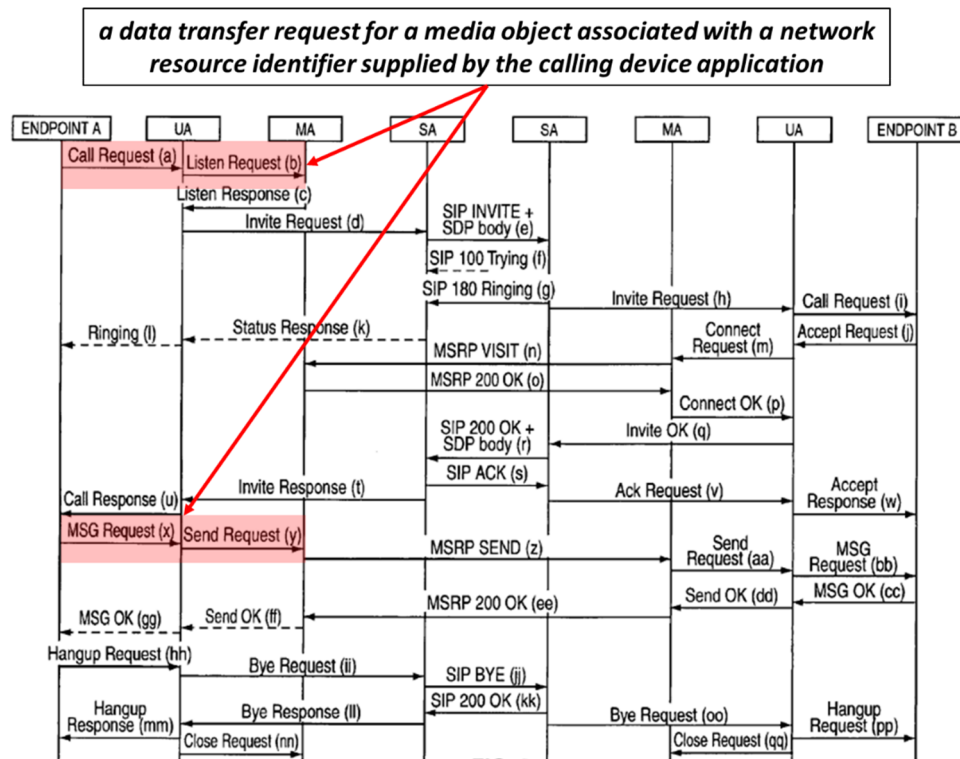 a data transfer request for a media object associated with a network
resource identifier supplied by the calling device application
ENDPOINT A UA MA SA SA MA UA ENDPOINT B
Call Request (a)
Listen Request (b)
Listen Response (c)
Invite Request (d)
SIP INVITE +
SDP body (e)
SIP 100 Trying (f)
SIP 180 Ringing (g)
Invite Request (h)
Call Request (i)
Accept Request (j)
Status Response (k)
Ringing (l)
Connect
Request (m)
MSRP VISIT (n)
MSRP 200 OK (o)
Connect OK (p)
Invite OK (q)
SIP 200 OK +
SDP body (r)
SIP ACK (s)
Invite Response (t)
Call Response (u)
Ack Request (v)
Accept
Response (w)
MSG Request (x)
Send Request (y)
MSRP SEND (z)
Send
Request (aa)
MSG
Request (bb)
MSG OK (cc)
Send OK (dd)
MSRP 200 OK (ee)
Send OK (ff)
MSG OK (gg)
Hangup Request (hh)
Bye Request (ii)
SIP BYE (jj)
SIP 200 OK (kk)
Bye Response (ll)
Hangup
Response (mm)
Close Request (nn)
Bye Request (oo)
Hangup
Request (pp)
Close Request (qq)